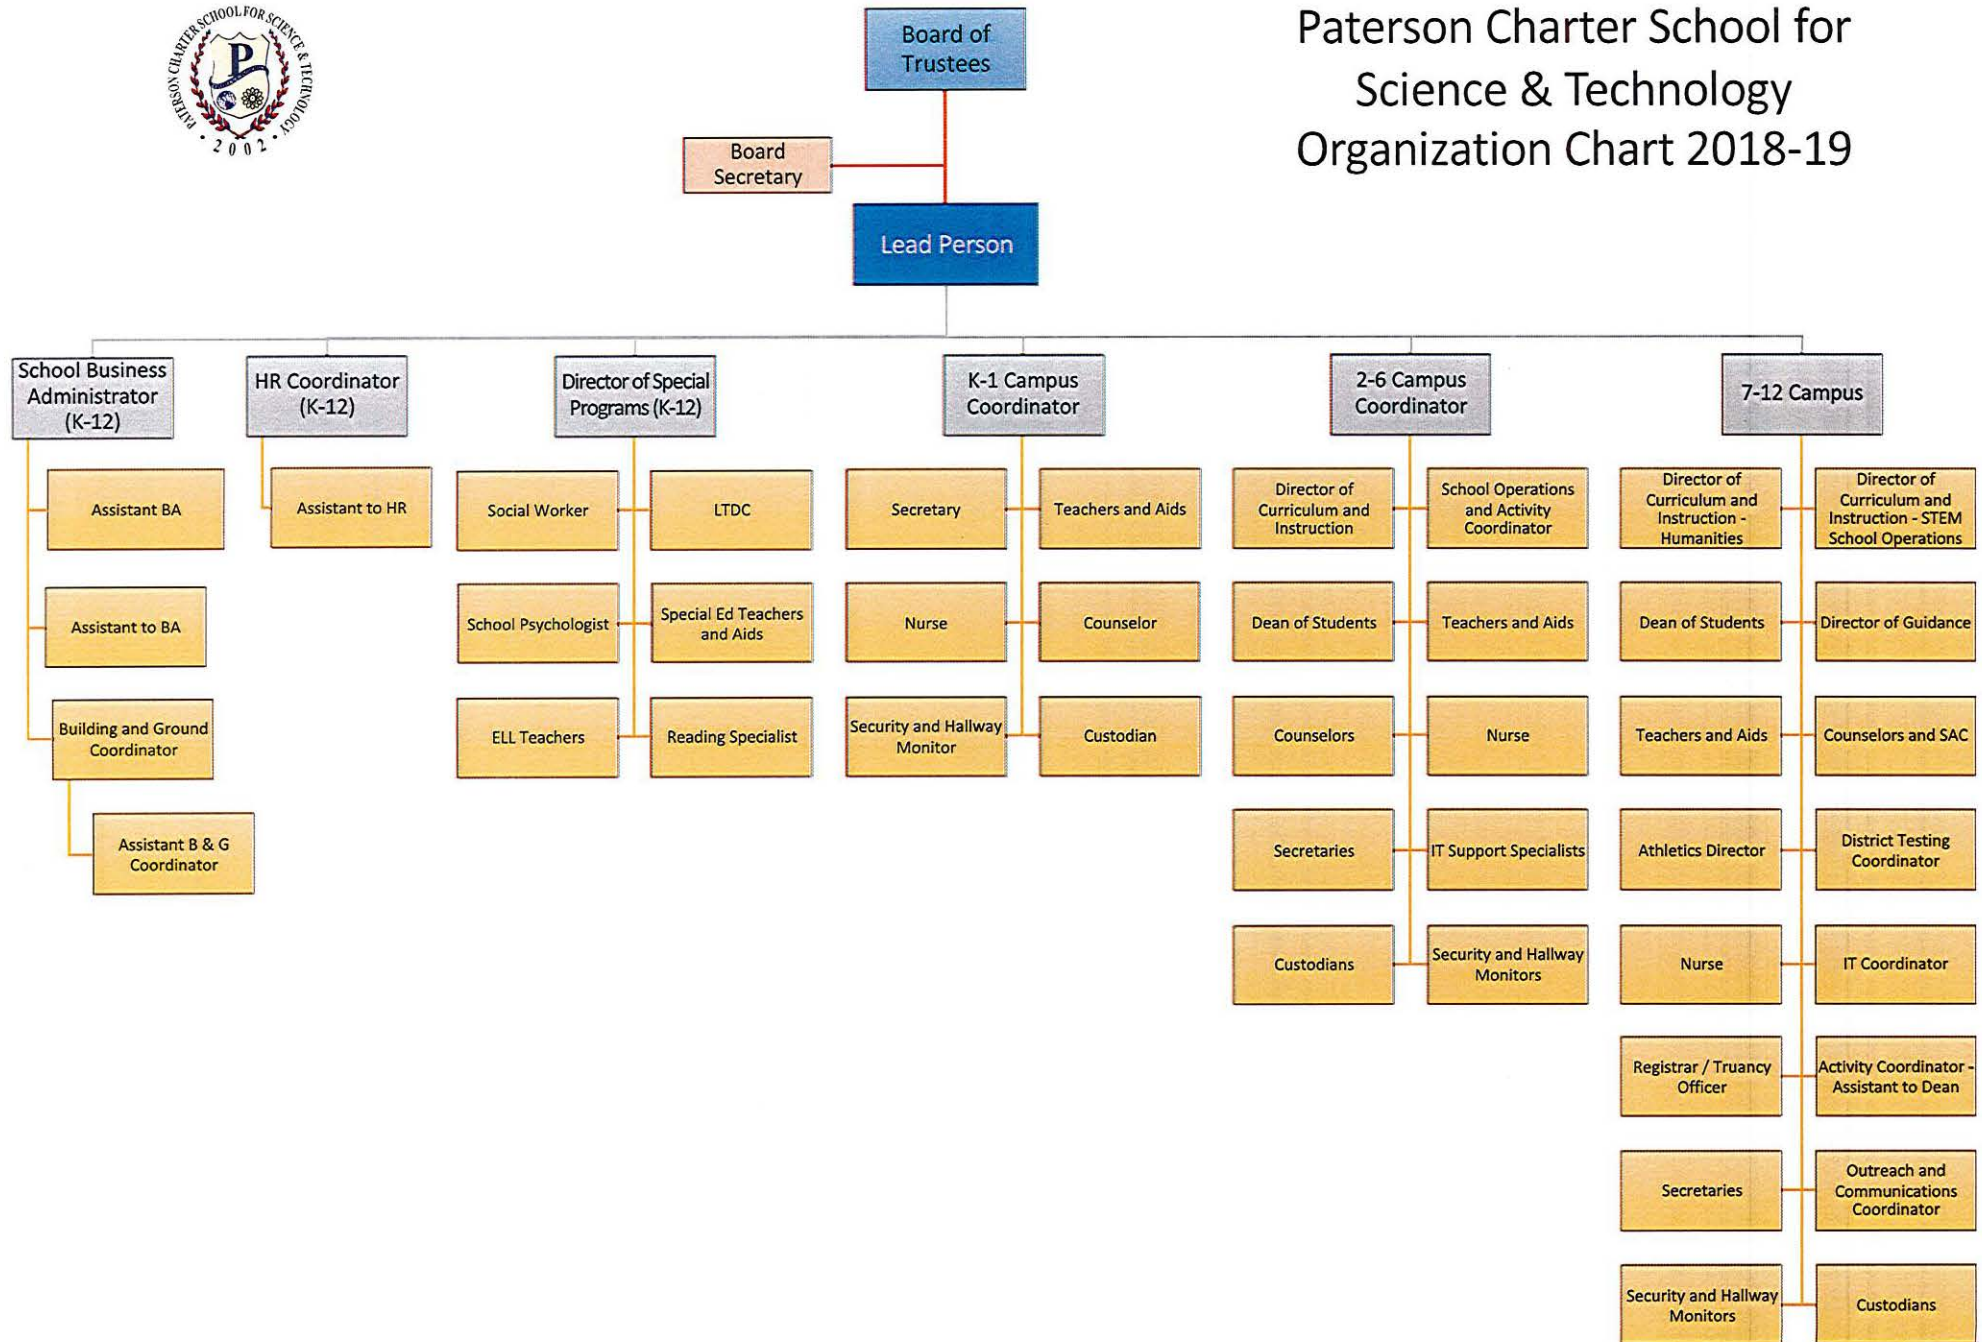 PATERSON CHARTER SCHOOL FOR SCIENCE & TECHNOLOGY
P
· 2002 ·
Paterson Charter School for
Science & Technology
Organization Chart 2018-19
Board of
Trustees
Board
Secretary
Lead Person
School Business
Administrator
(K-12)
Assistant BA
Assistant to BA
Building and Ground
Coordinator
Assistant B & G
Coordinator
HR Coordinator
(K-12)
Assistant to HR
Director of Special
Programs (K-12)
Social Worker
LTDC
School Psychologist
Special Ed Teachers
and Aids
ELL Teachers
Reading Specialist
K-1 Campus
Coordinator
Secretary
Teachers and Aids
Nurse
Counselor
Security and Hallway
Monitor
Custodian
2-6 Campus
Coordinator
Director of
Curriculum and
Instruction
School Operations
and Activity
Coordinator
Dean of Students
Teachers and Aids
Counselors
Nurse
Secretaries
IT Support Specialists
Custodians
Security and Hallway
Monitors
7-12 Campus
Director of
Curriculum and
Instruction -
Humanities
Director of
Curriculum and
Instruction - STEM
School Operations
Dean of Students
Director of Guidance
Teachers and Aids
Counselors and SAC
Athletics Director
District Testing
Coordinator
Nurse
IT Coordinator
Registrar / Truancy
Officer
Activity Coordinator -
Assistant to Dean
Secretaries
Outreach and
Communications
Coordinator
Security and Hallway
Monitors
Custodians